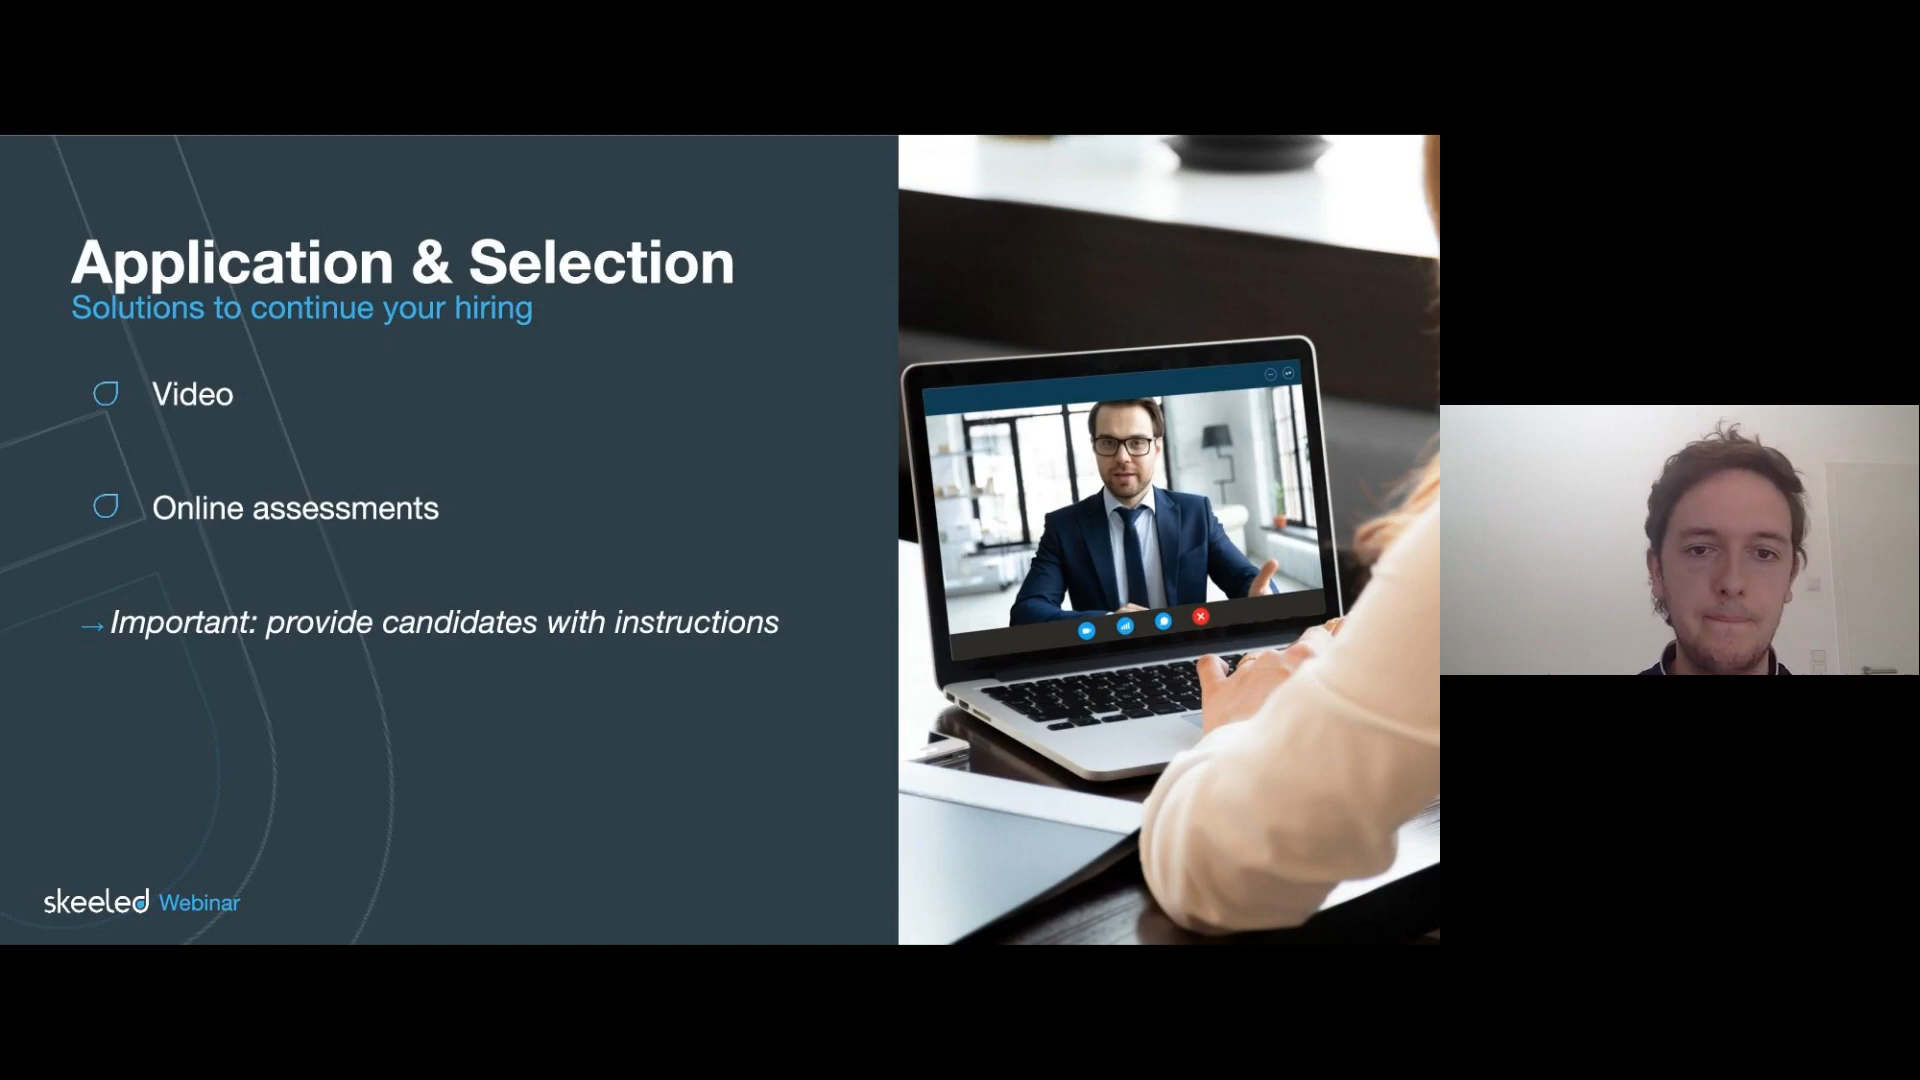 Application & Selection
Solutions to continue your hiring
Video
Online assessments
→ Important: provide candidates with instructions
skeeled Webinar